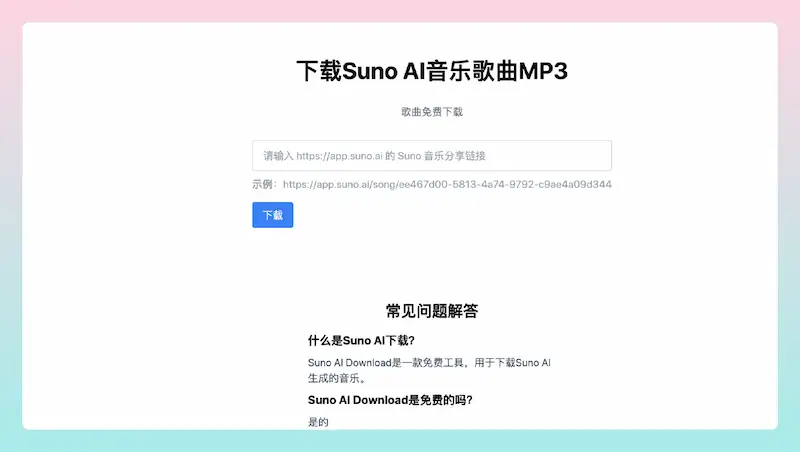 下载Suno AI音乐歌曲MP3
歌曲免费下载
请输入 https://app.suno.ai 的 Suno 音乐分享链接
示例：https://app.suno.ai/song/ee467d00-5813-4a74-9792-c9ae4a09d344
下载
常见问题解答
什么是Suno AI下载?
Suno AI Download是一款免费工具，用于下载Suno AI
生成的音乐。
Suno AI Download是免费的吗?
是的